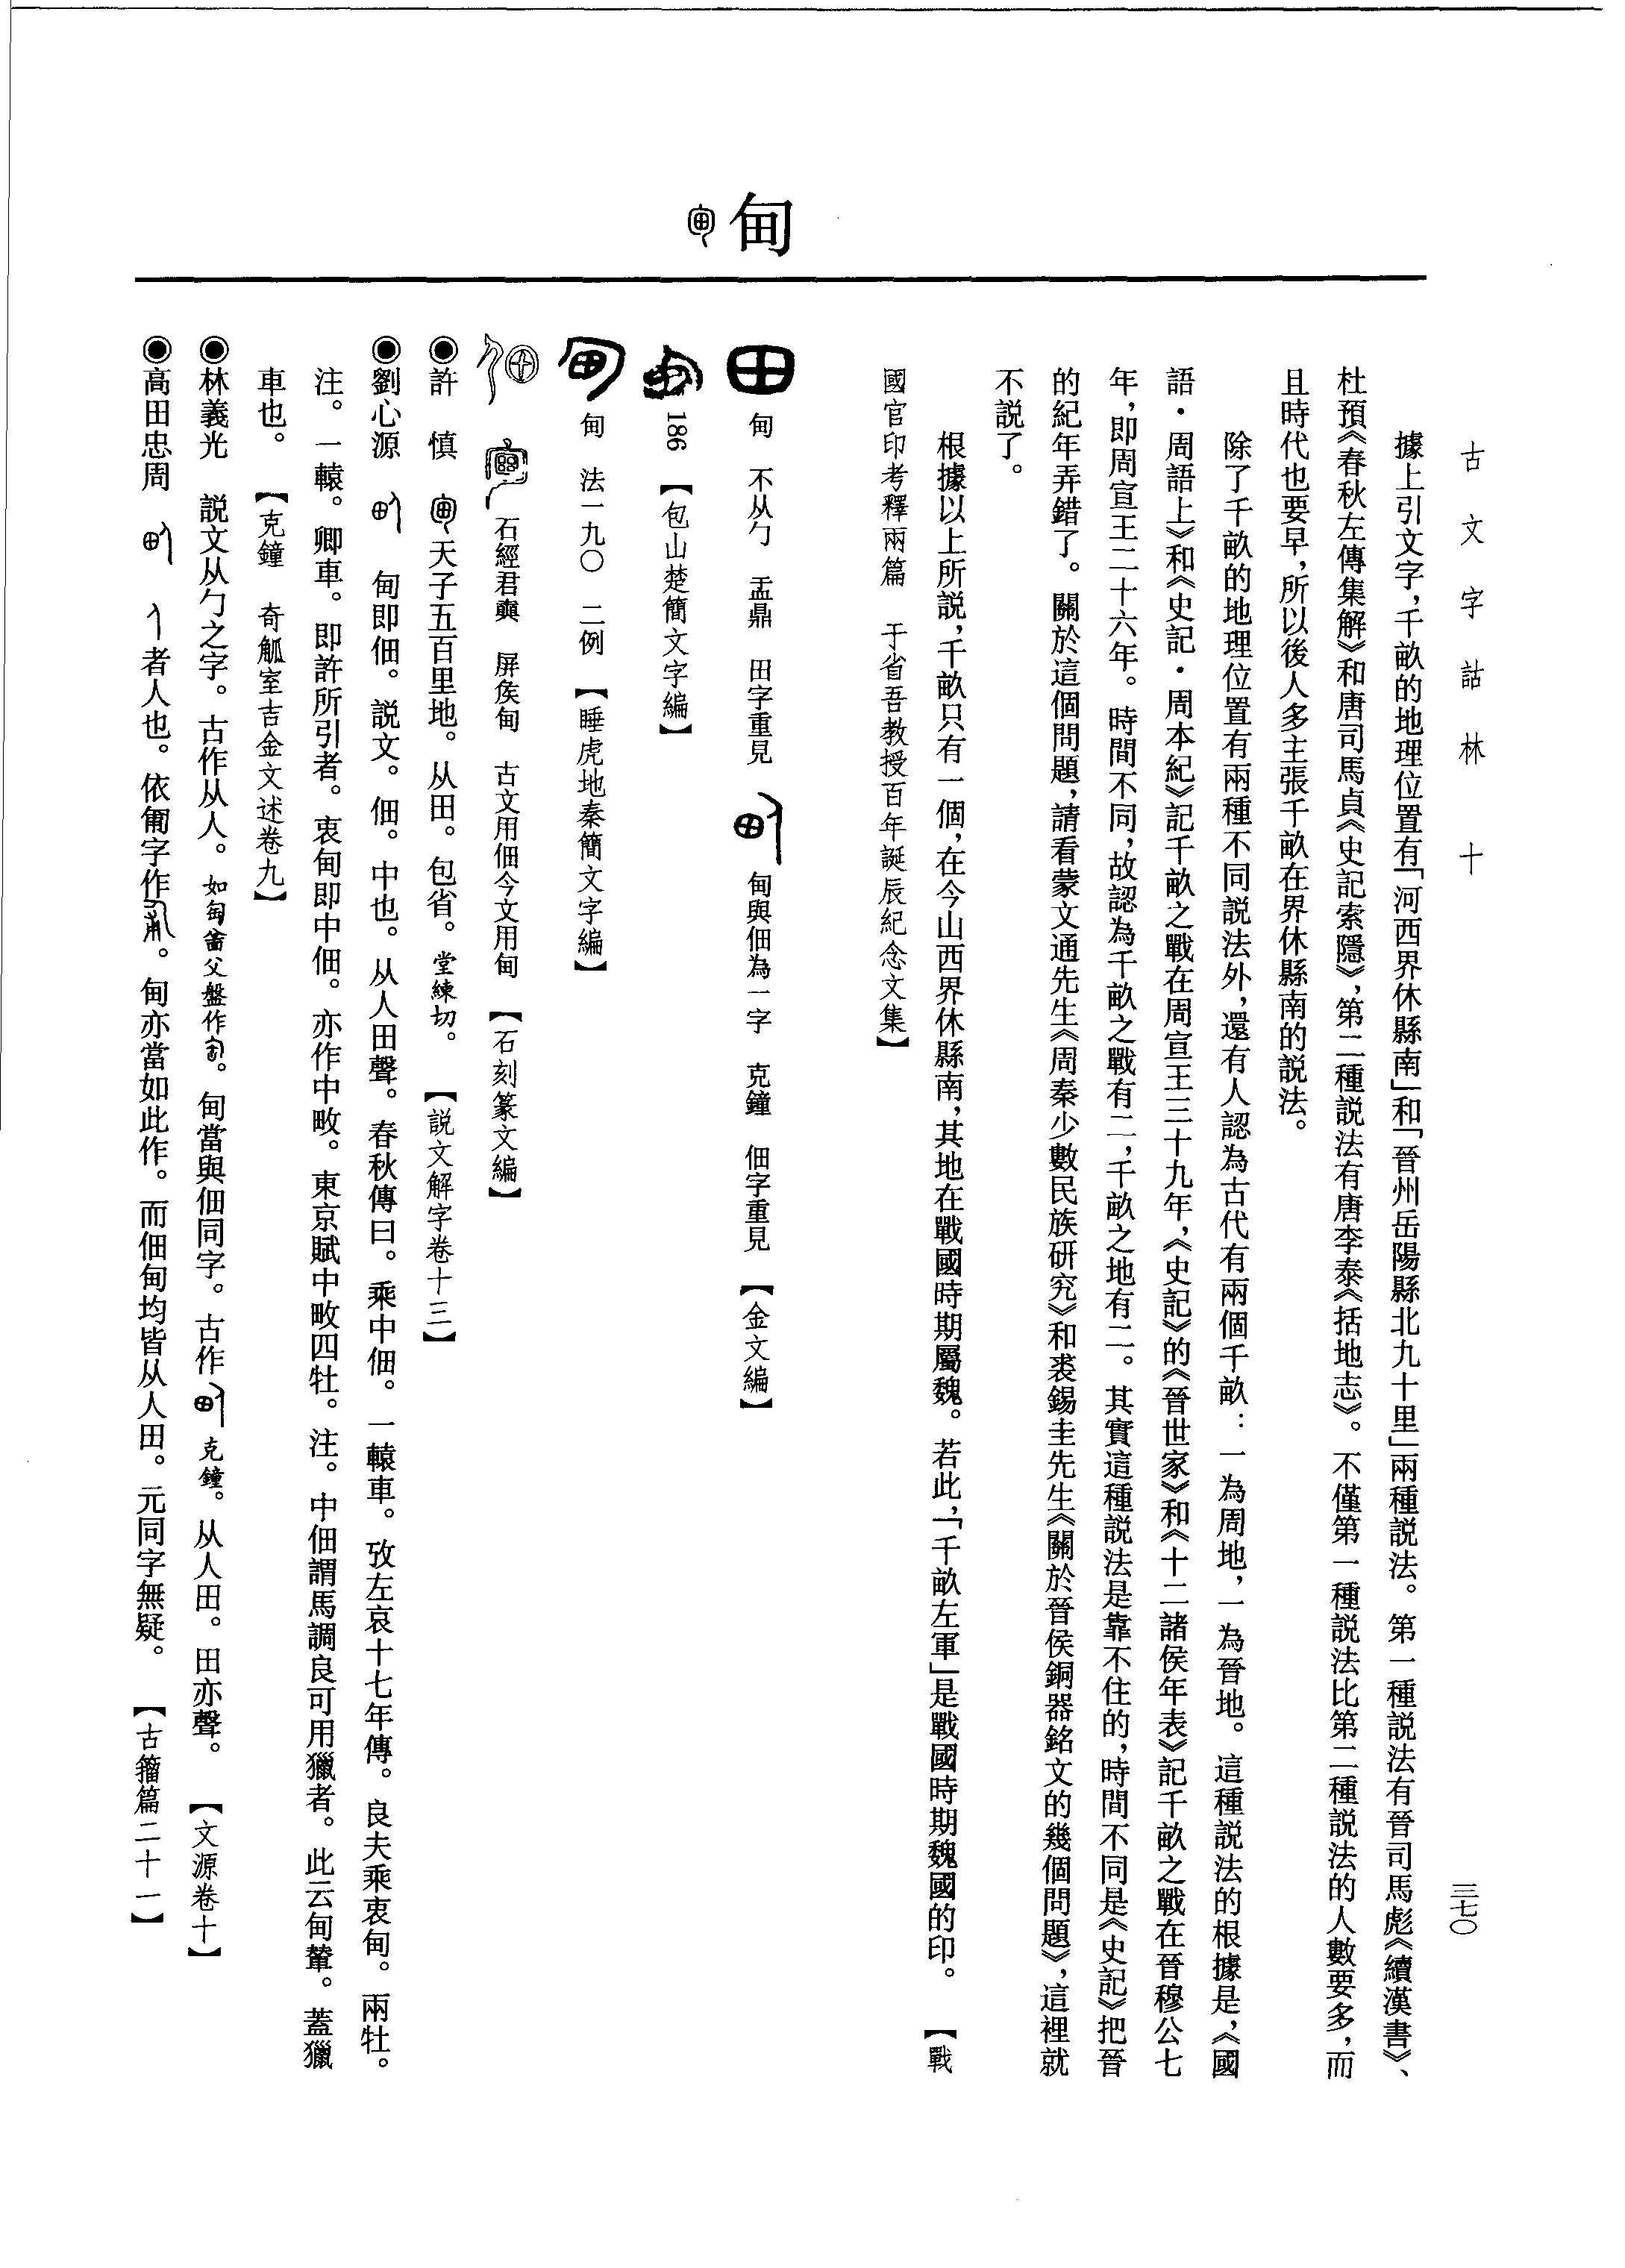 古文字詁林 十
三七〇
據上引文字，千畝的地理位置有「河西界休縣南」和「晉州岳陽縣北九十里」兩種説法。第一種説法有晉司馬彪《續漢書》、
杜預《春秋左傳集解》和唐司馬貞《史記索隱》，第二種説法有唐李泰《括地志》。不僅第一種説法比第二種説法的人數要多，而
且時代也要早，所以後人多主張千畝在界休縣南的説法。
除了千畝的地理位置有兩種不同説法外，還有人認為古代有兩個千畝：一為周地，一為晉地。這種説法的根據是，《國
語·周語上》和《史記·周本紀》記千畝之戰在周宣王三十九年，《史記》的《晉世家》和《十二諸侯年表》記千畝之戰在晉穆公七
年，即周宣王二十六年。時間不同，故認為千畝之戰有二，千畝之地有二。其實這種説法是靠不住的，時間不同是《史記》把晉
的紀年弄錯了。關於這個問題，請看蒙文通先生《周秦少數民族研究》和裘錫圭先生《關於晉侯銅器銘文的幾個問題》，這裡就
不説了。
根據以上所説，千畝只有一個，在今山西界休縣南，其地在戰國時期屬魏。若此，「千畝左軍」是戰國時期魏國的印。【戰
國官印考釋兩篇 于省吾教授百年誕辰紀念文集】
甸
甸 不从勹 盂鼎 田字重見 甸與佃為一字 克鐘 佃字重見 【金文編】
186 【包山楚簡文字編】
甸 法一九〇 二例 【睡虎地秦簡文字編】
石經君奭 屏矦甸 古文用佃今文用甸 【石刻篆文編】
◉許 慎 天子五百里地。从田。包省。堂練切。 【説文解字卷十三】
◉劉心源 甸即佃。説文。佃。中也。从人田聲。春秋傳曰。乘中佃。一轅車。攷左哀十七年傳。良夫乘衷甸。兩牡。
注。一轅。卿車。即許所引者。衷甸即中佃。亦作中畋。東京賦中畋四牡。注。中佃謂馬調良可用獵者。此云甸輦。蓋獵
車也。 【克鐘 奇觚室吉金文述卷九】
◉林義光 説文从勹之字。古作从人。如匋甾父盤作。甸當與佃同字。古作克鐘。从人田。田亦聲。 【文源卷十】
◉高田忠周 者人也。依匍字作。甸亦當如此作。而佃甸均皆从人田。元同字無疑。 【古籀篇二十一】